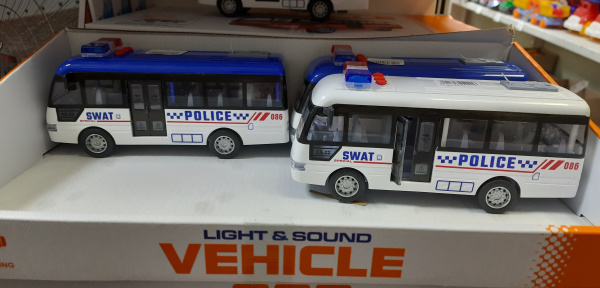 SWAT POLICE 086
SWAT POLICE 086
LIGHT & SOUND
VEHICLE